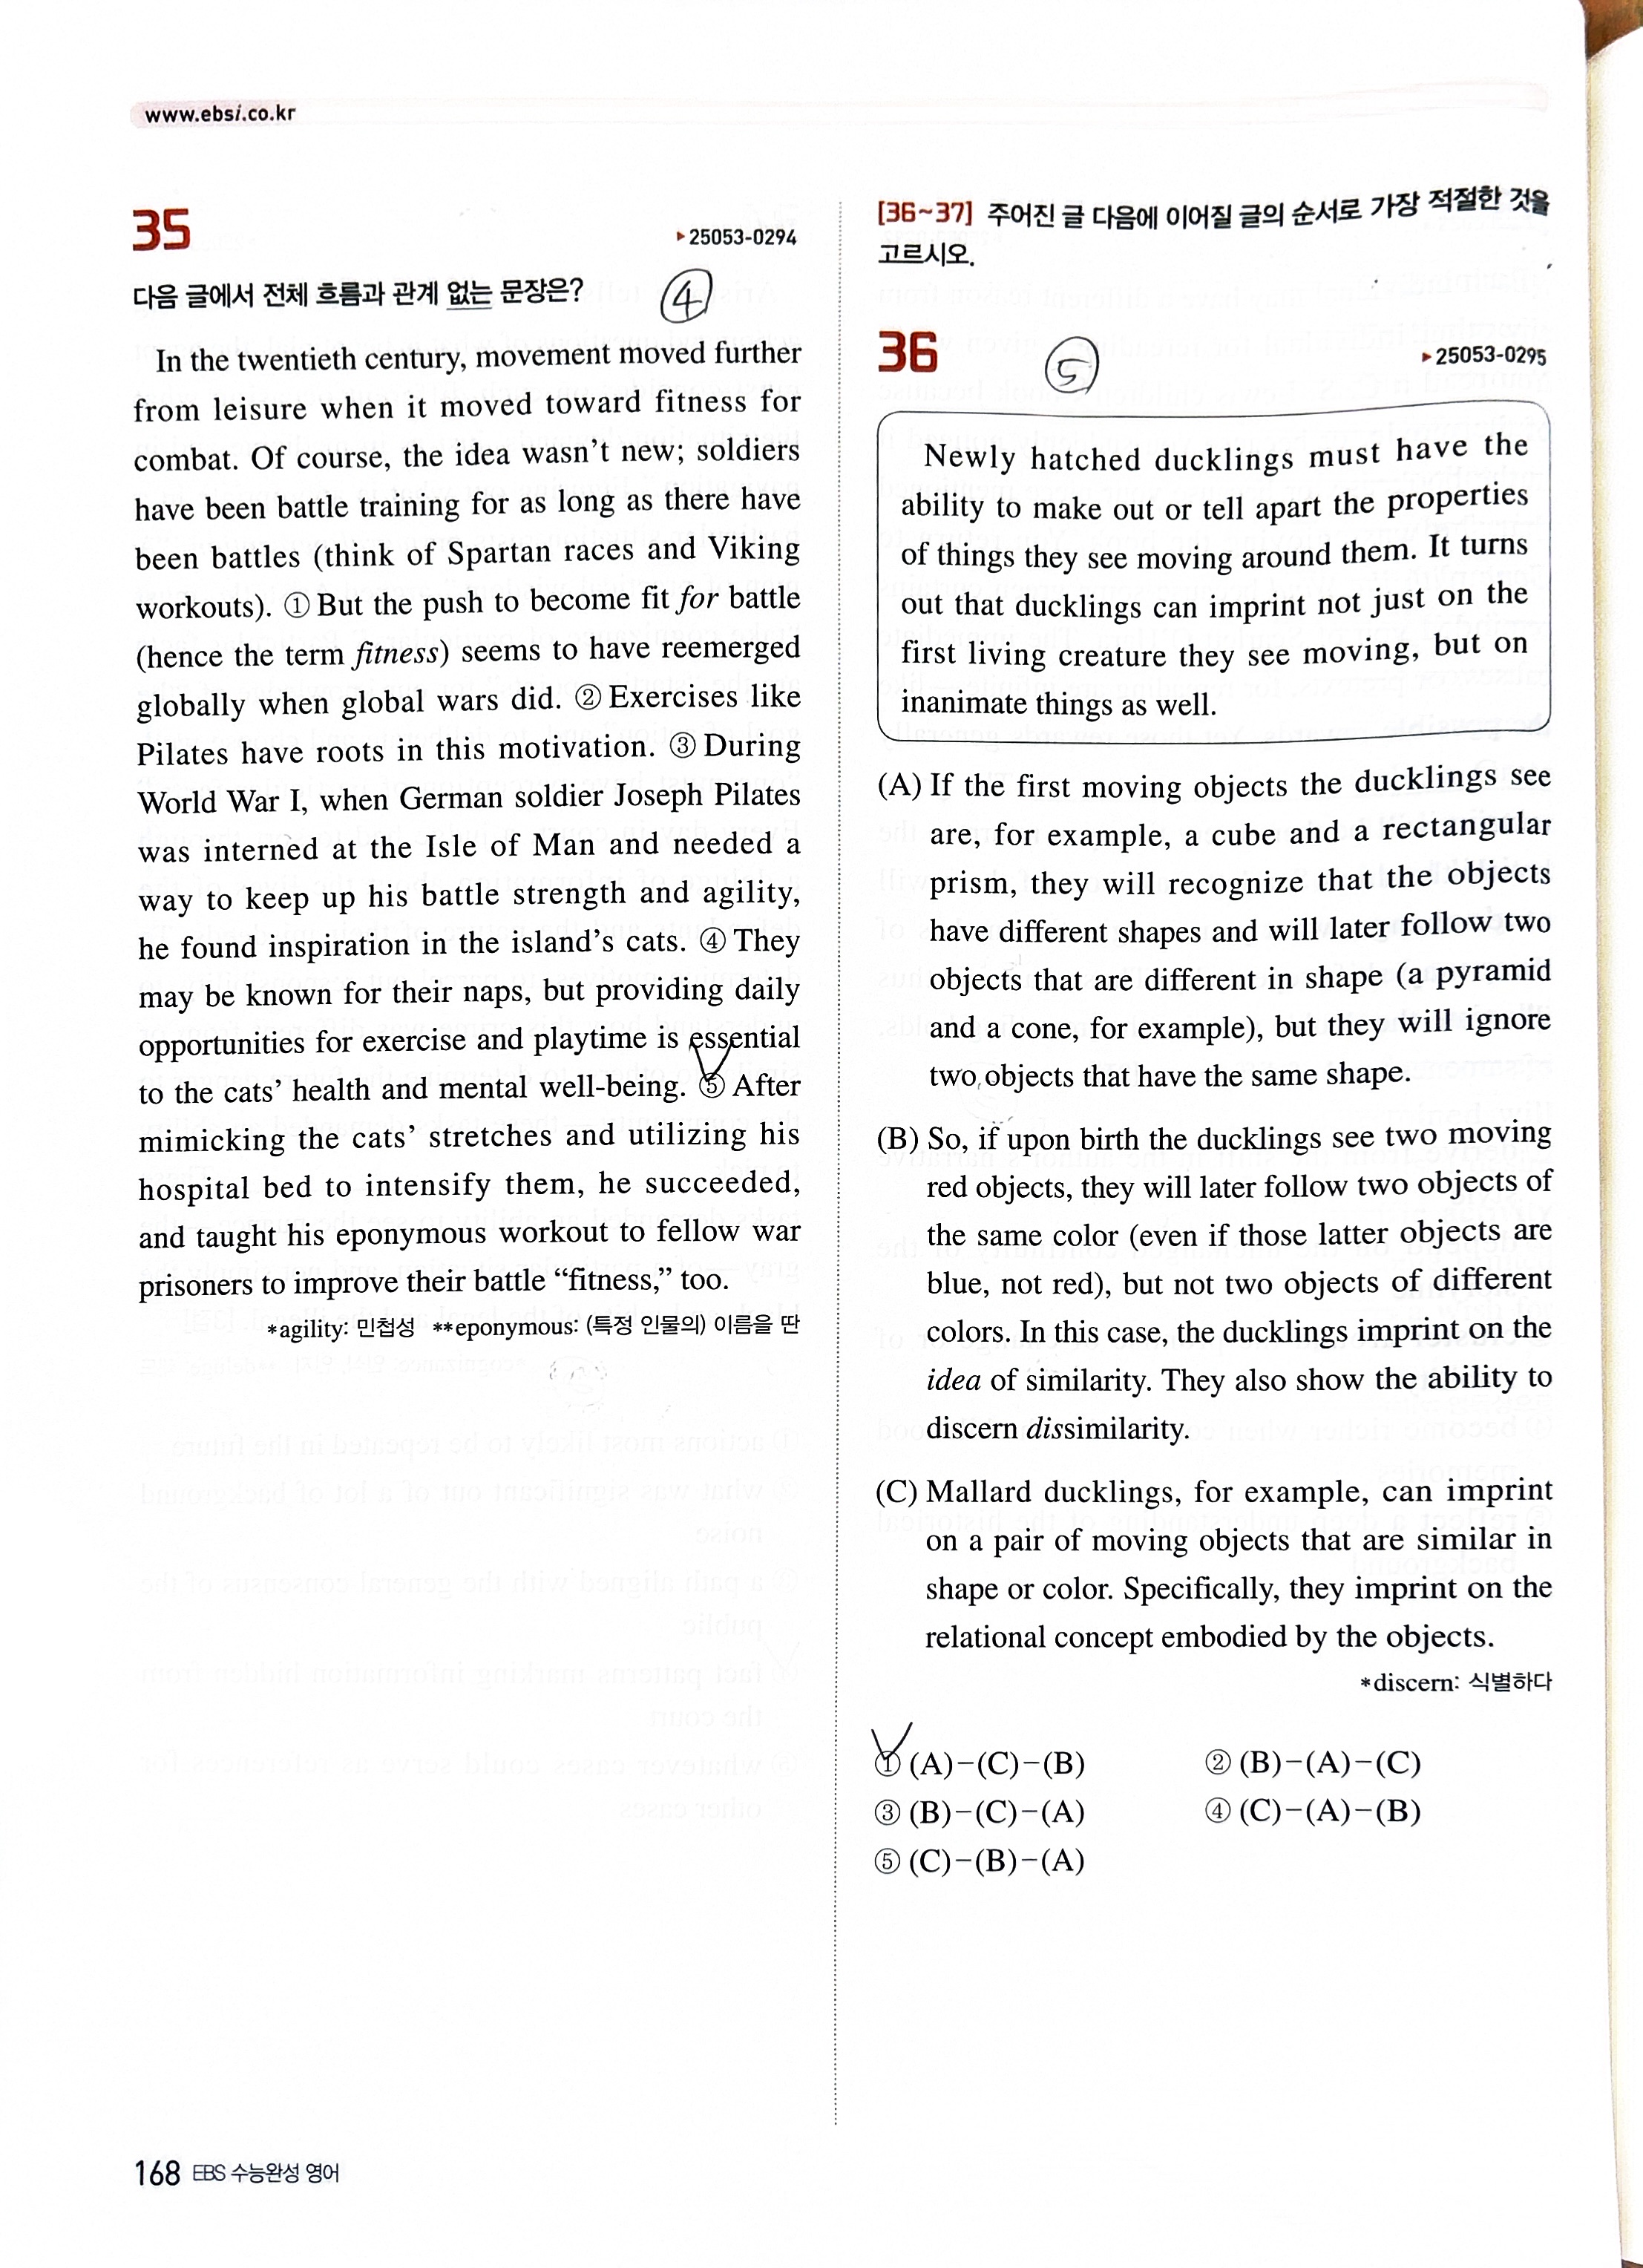 www.ebsi.co.kr
35
▶25053-0294
다음 글에서 전체 흐름과 관계 없는 문장은?
④
In the twentieth century, movement moved further
from leisure when it moved toward fitness for
combat. Of course, the idea wasn't new; soldiers
have been battle training for as long as there have
been battles (think of Spartan races and Viking
workouts). ① But the push to become fit for battle
(hence the term fitness) seems to have reemerged
globally when global wars did. ② Exercises like
Pilates have roots in this motivation. ③ During
World War I, when German soldier Joseph Pilates
was interned at the Isle of Man and needed a
way to keep up his battle strength and agility,
he found inspiration in the island's cats. ④ They
may be known for their naps, but providing daily
opportunities for exercise and playtime is essential
to the cats' health and mental well-being. ⑤ After
mimicking the cats' stretches and utilizing his
hospital bed to intensify them, he succeeded,
and taught his eponymous workout to fellow war
prisoners to improve their battle "fitness," too.
*agility: 민첩성 **eponymous: (특정 인물의) 이름을 딴
[36~37] 주어진 글 다음에 이어질 글의 순서로 가장 적절한 것을
고르시오.
36
⑤
▶25053-0295
Newly hatched ducklings must have the
ability to make out or tell apart the properties
of things they see moving around them. It turns
out that ducklings can imprint not just on the
first living creature they see moving, but on
inanimate things as well.
(A) If the first moving objects the ducklings see
are, for example, a cube and a rectangular
prism, they will recognize that the objects
have different shapes and will later follow two
objects that are different in shape (a pyramid
and a cone, for example), but they will ignore
two objects that have the same shape.
(B) So, if upon birth the ducklings see two moving
red objects, they will later follow two objects of
the same color (even if those latter objects are
blue, not red), but not two objects of different
colors. In this case, the ducklings imprint on the
idea of similarity. They also show the ability to
discern dissimilarity.
(C) Mallard ducklings, for example, can imprint
on a pair of moving objects that are similar in
shape or color. Specifically, they imprint on the
relational concept embodied by the objects.
*discern: 식별하다
① (A)-(C)-(B)
② (B)-(A)-(C)
③ (B)-(C)-(A)
④ (C)-(A)-(B)
⑤ (C)-(B)-(A)
168 EBS 수능완성 영어